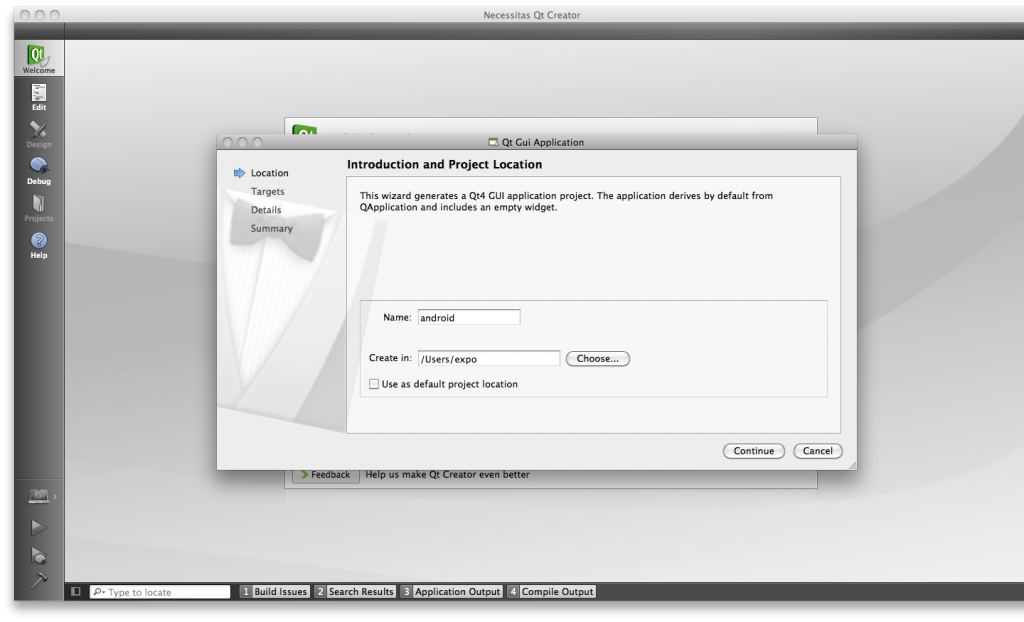 Necessitas Qt Creator
Qt
Welcome
Edit
Design
Debug
Projects
Help
Qt Gui Application
Location
Targets
Details
Summary
Introduction and Project Location
This wizard generates a Qt4 GUI application project. The application derives by default from
QApplication and includes an empty widget.
Name: android
Create in: /Users/expo Choose...
Use as default project location
Continue Cancel
Feedback Help us make Qt Creator even better
Type to locate 1 Build Issues 2 Search Results 3 Application Output 4 Compile Output